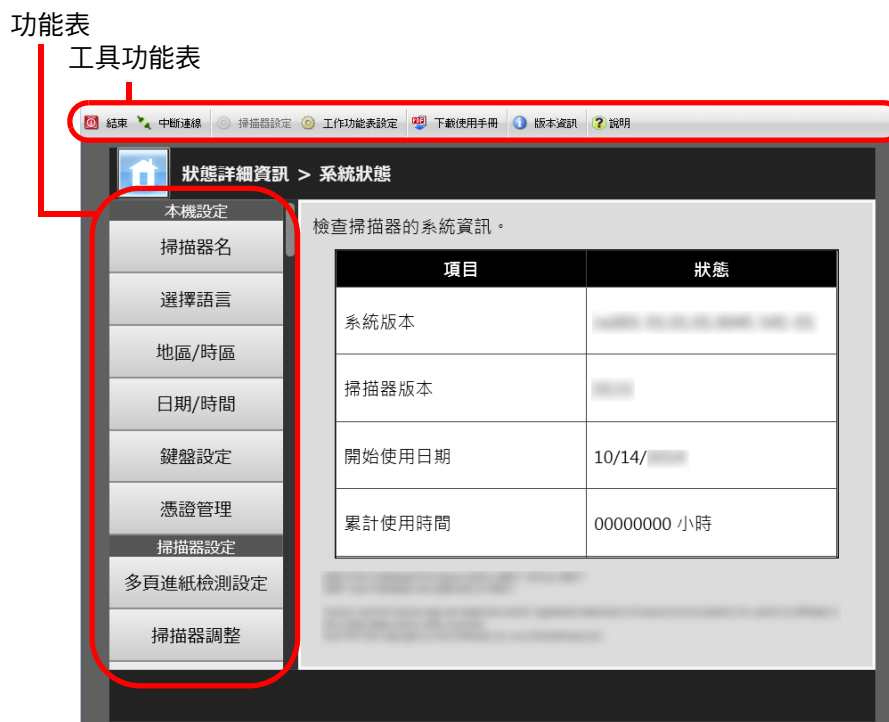 功能表
工具功能表
結束 中斷連線 掃描器設定 工作功能表設定 下載使用手冊 版本資訊 說明
狀態詳細資訊 > 系統狀態
本機設定
掃描器名
選擇語言
地區/時區
日期/時間
鍵盤設定
憑證管理
掃描器設定
多頁進紙檢測設定
掃描器調整
檢查掃描器的系統資訊。
項目 狀態
系統版本
掃描器版本
開始使用日期 10/14/
累計使用時間 00000000 小時